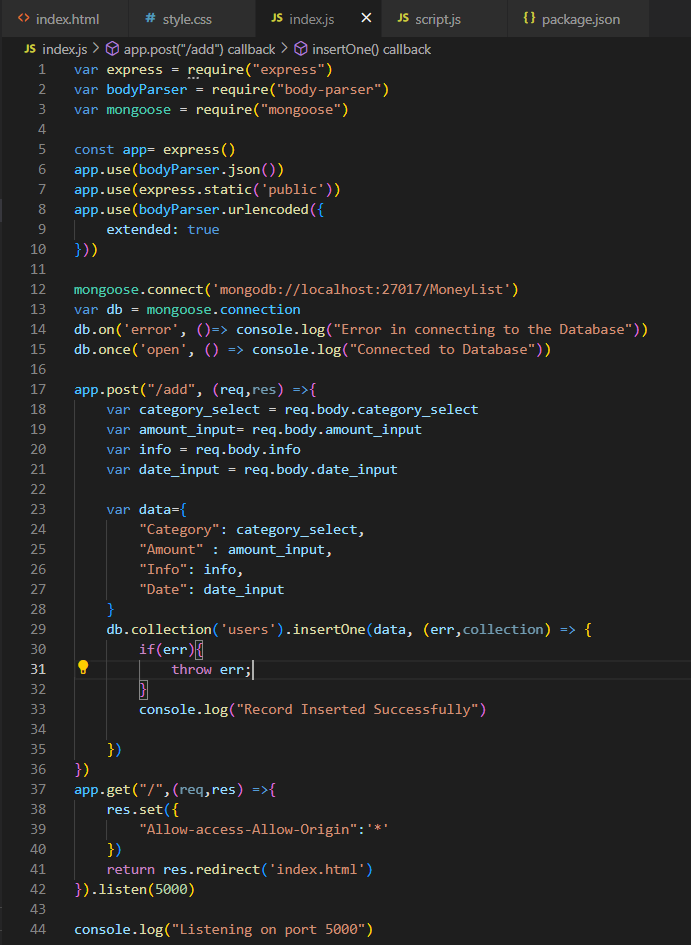 <> index.html # style.css JS index.js × JS script.js {} package.json
JS index.js > app.post("/add") callback > insertOne() callback
1 var express = require("express")
2 var bodyParser = require("body-parser")
3 var mongoose = require("mongoose")
4
5 const app= express()
6 app.use(bodyParser.json())
7 app.use(express.static('public'))
8 app.use(bodyParser.urlencoded({
9     extended: true
10 }))
11
12 mongoose.connect('mongodb://localhost:27017/MoneyList')
13 var db = mongoose.connection
14 db.on('error', ()=> console.log("Error in connecting to the Database"))
15 db.once('open', () => console.log("Connected to Database"))
16
17 app.post("/add", (req,res) =>{
18     var category_select = req.body.category_select
19     var amount_input= req.body.amount_input
20     var info = req.body.info
21     var date_input = req.body.date_input
22
23     var data={
24         "Category": category_select,
25         "Amount" : amount_input,
26         "Info": info,
27         "Date": date_input
28     }
29     db.collection('users').insertOne(data, (err,collection) => {
30         if(err){
31             throw err;
32         }
33         console.log("Record Inserted Successfully")
34
35     })
36 })
37 app.get("/",(req,res) =>{
38     res.set({
39         "Allow-access-Allow-Origin":'*'
40     })
41     return res.redirect('index.html')
42 }).listen(5000)
43
44 console.log("Listening on port 5000")